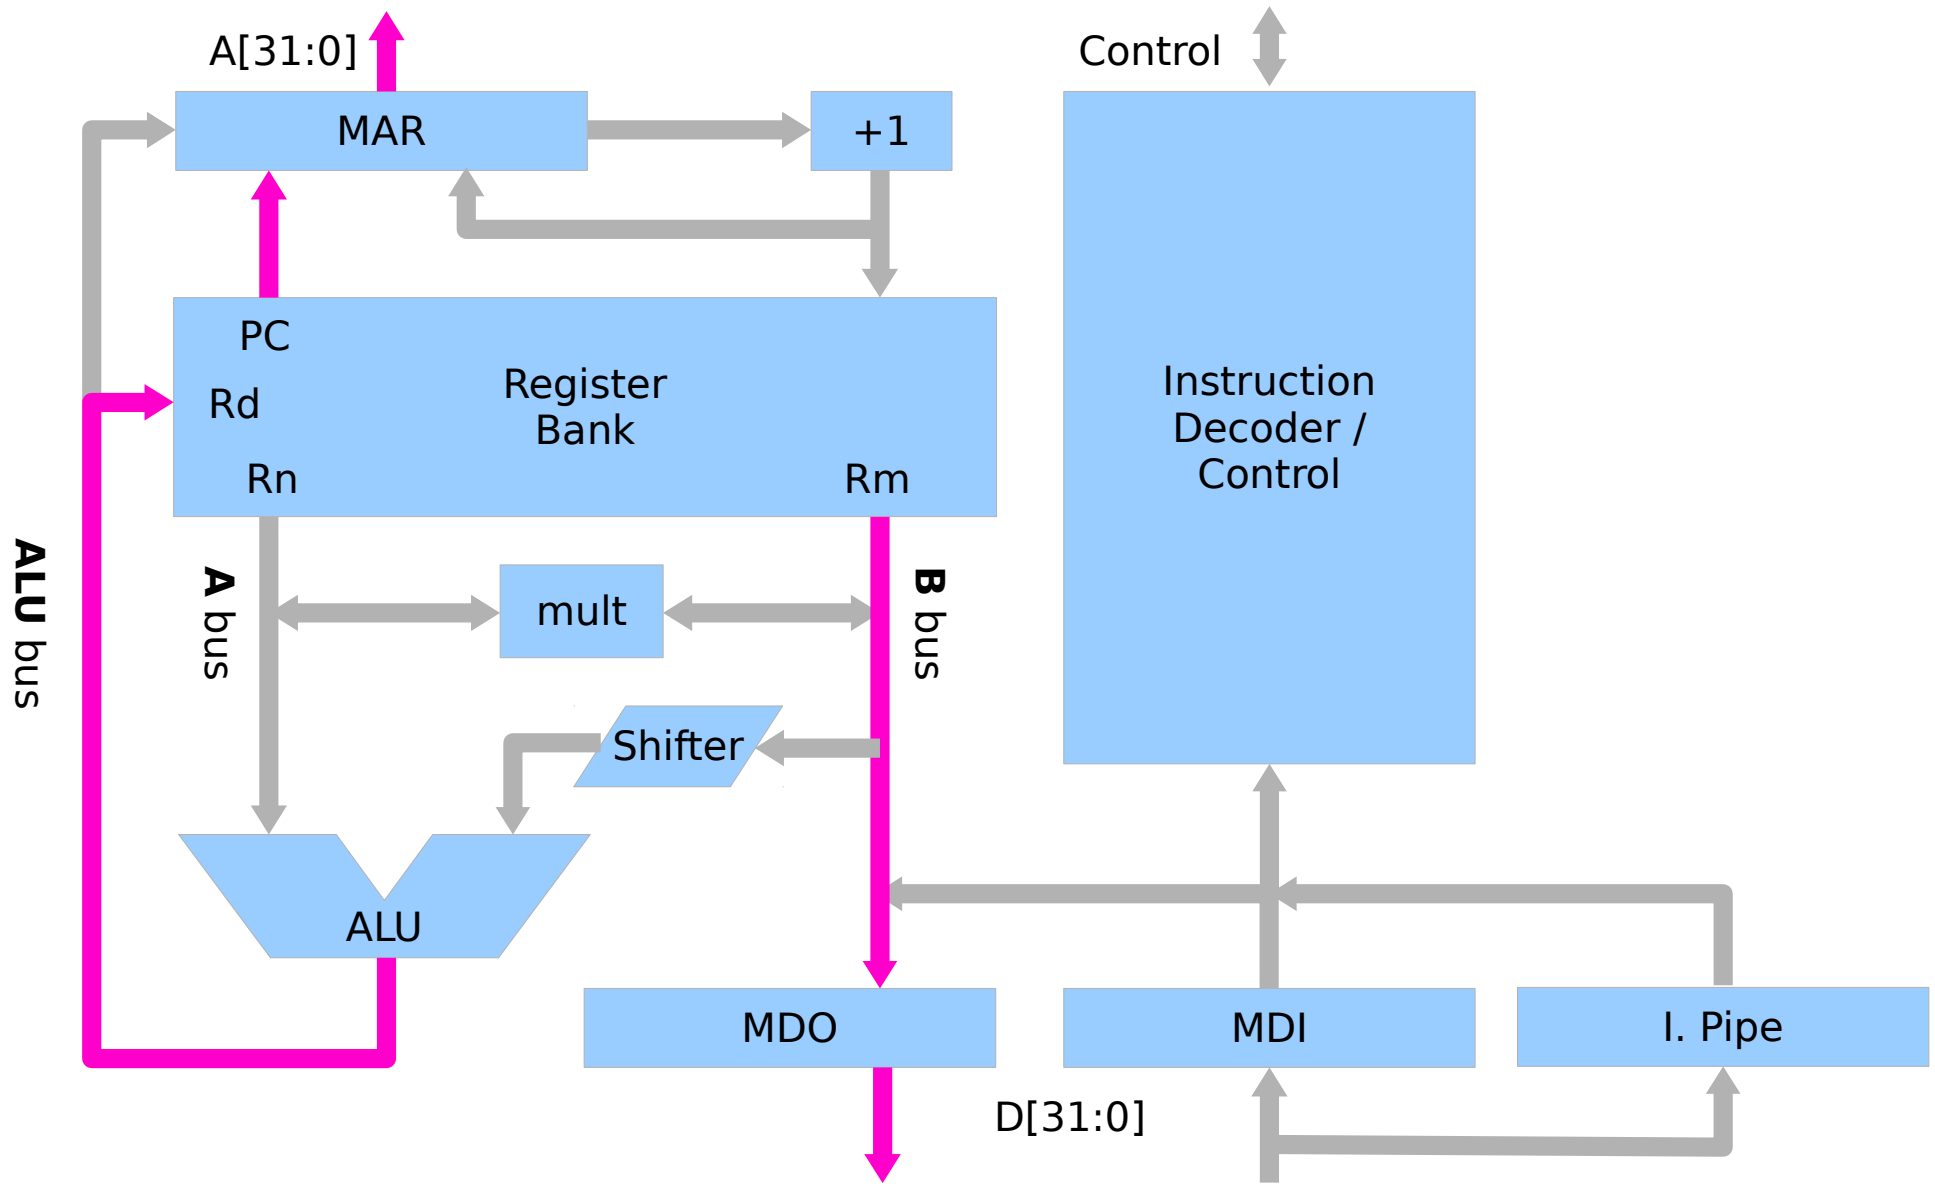 A[31:0]
Control
MAR
+1
PC
Rd
Register
Bank
Rn
Rm
Instruction
Decoder /
Control
ALU bus
A bus
mult
B bus
Shifter
ALU
MDO
MDI
I. Pipe
D[31:0]